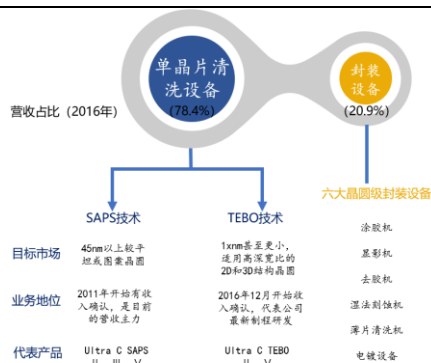 单晶片清
洗设备
封装
设备
营收占比（2016年）
(78.4%)
(20.9%)
六大晶圆级封装设备
SAPS技术
TEBO技术
涂胶机
显影机
去胶机
湿法刻蚀机
薄片清洗机
电镀设备
目标市场
45nm以上较平
坦或图案晶圆
1xnm甚至更小，
适用高深宽比的
2D和3D结构晶圆
业务地位
2011年开始有收
入确认，是目前
的营收主力
2016年12月开始收
入确认，代表公司
最新制程研发
代表产品
Ultra C SAPS
Ultra C TEBO